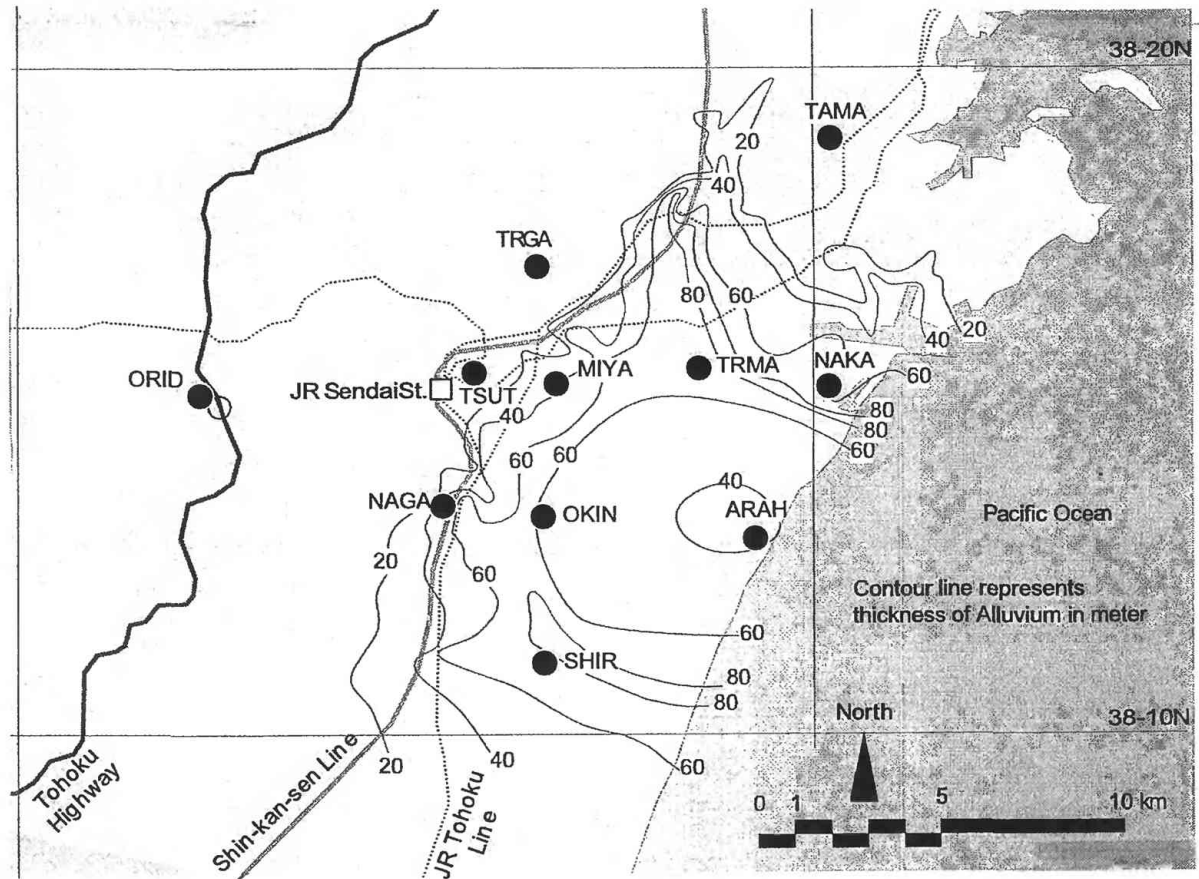 38-20N
TAMA
20
40
TRGA
80
60
20
40
ORID
JR SendaiSt.
TSUT
MIYA
TRMA
NAKA
60
40
80
80
60
60
60
40
NAGA
OKIN
ARAH
Pacific Ocean
20
60
Contour line represents
thickness of Alluvium in meter
60
SHIR
80
80
North
38-10N
20
40
60
Tohoku
Highway
Shin-kan-sen Line
JR Tohoku
Line
0 1 5 10 km